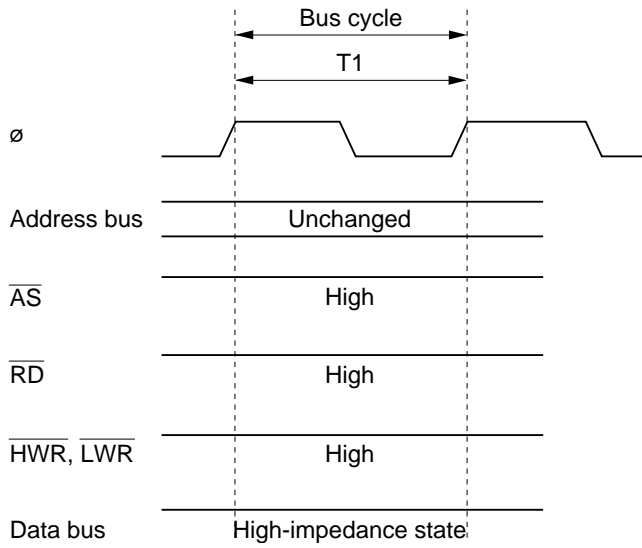 Bus cycle
T1
ø
Address bus Unchanged
AS High
RD High
HWR, LWR High
Data bus High-impedance state